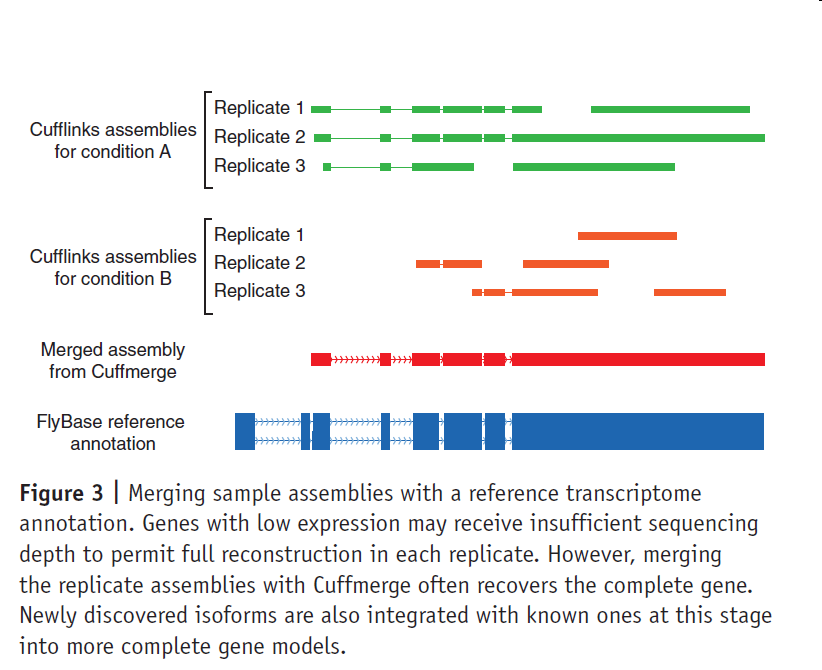 Cufflinks assemblies
for condition A
Replicate 1
Replicate 2
Replicate 3
Cufflinks assemblies
for condition B
Replicate 1
Replicate 2
Replicate 3
Merged assembly
from Cuffmerge
FlyBase reference
annotation
Figure 3 | Merging sample assemblies with a reference transcriptome
annotation. Genes with low expression may receive insufficient sequencing
depth to permit full reconstruction in each replicate. However, merging
the replicate assemblies with Cuffmerge often recovers the complete gene.
Newly discovered isoforms are also integrated with known ones at this stage
into more complete gene models.